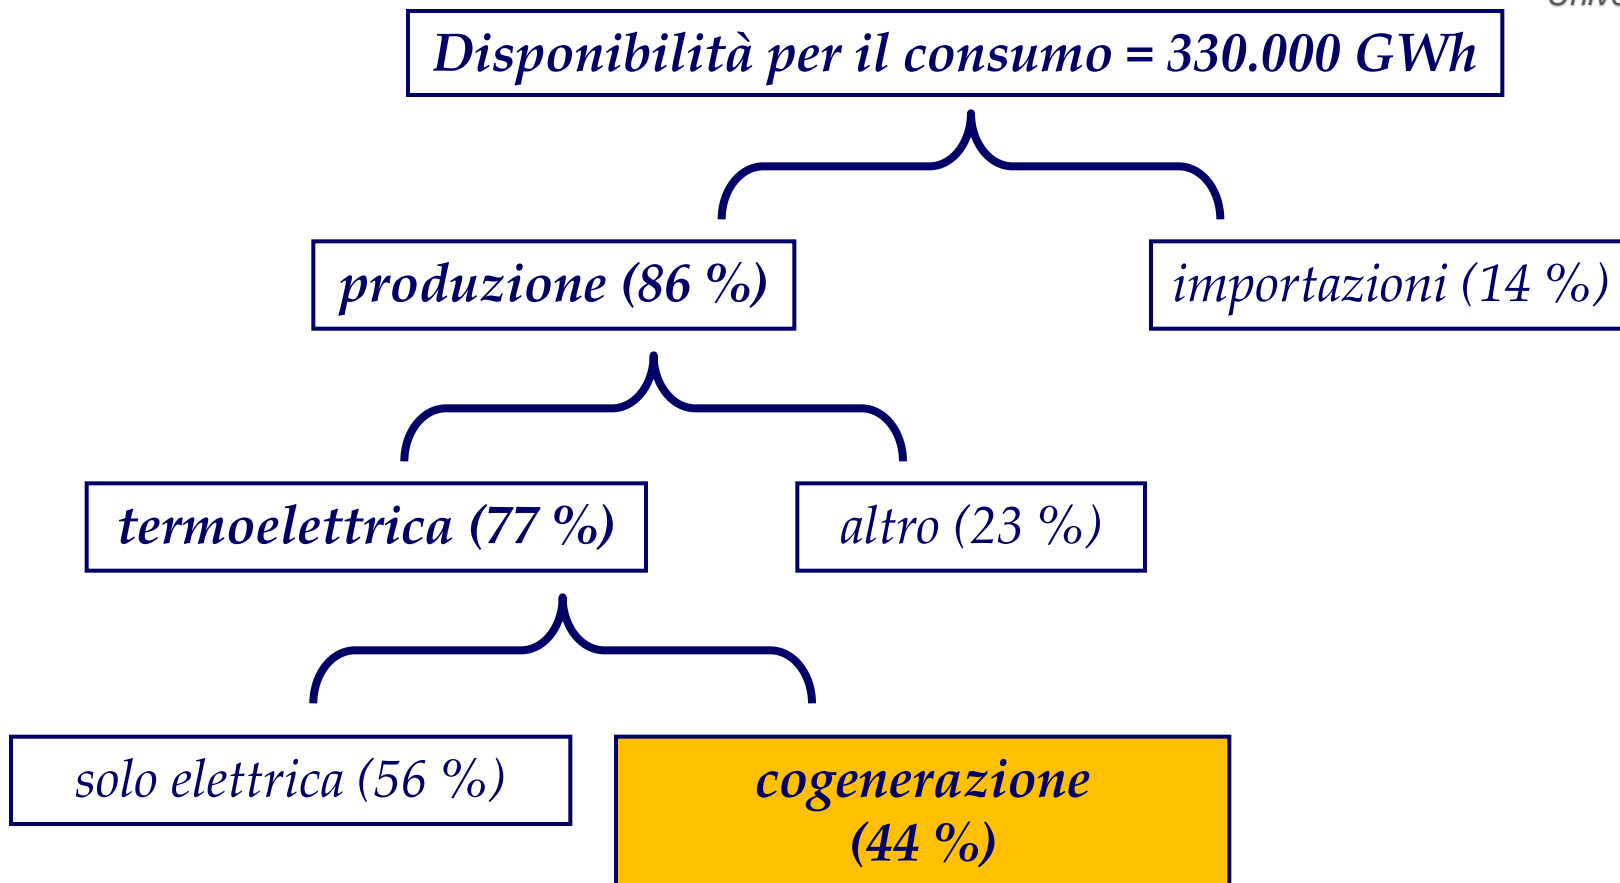 Disponibilità per il consumo = 330.000 GWh
produzione (86 %)
importazioni (14 %)
termoelettrica (77 %)
altro (23 %)
solo elettrica (56 %)
cogenerazione
(44 %)